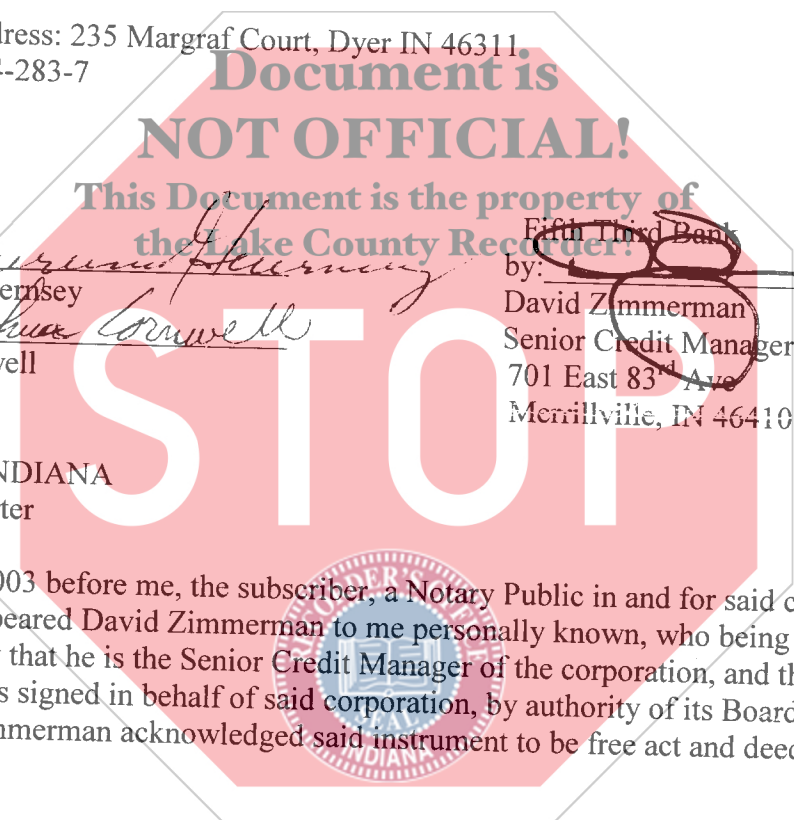 dress: 235 Margraf Court, Dyer IN 46311
-283-7
Document is
NOT OFFICIAL!
This Document is the property of
the Lake County Recorder!
Fifth Third Bank
by:
ernsey
David Zimmerman
Cornwell
Senior Credit Manager
vell
701 East 83rd Ave
Merrillville, IN 46410
STOP
NDIANA
ter
003 before me, the subscriber, a Notary Public in and for said c
peared David Zimmerman to me personally known, who being
that he is the Senior Credit Manager of the corporation, and th
s signed in behalf of said corporation, by authority of its Board
mmerman acknowledged said instrument to be free act and deed
RECORDER'S OFFICE
SEAL
INDIANA